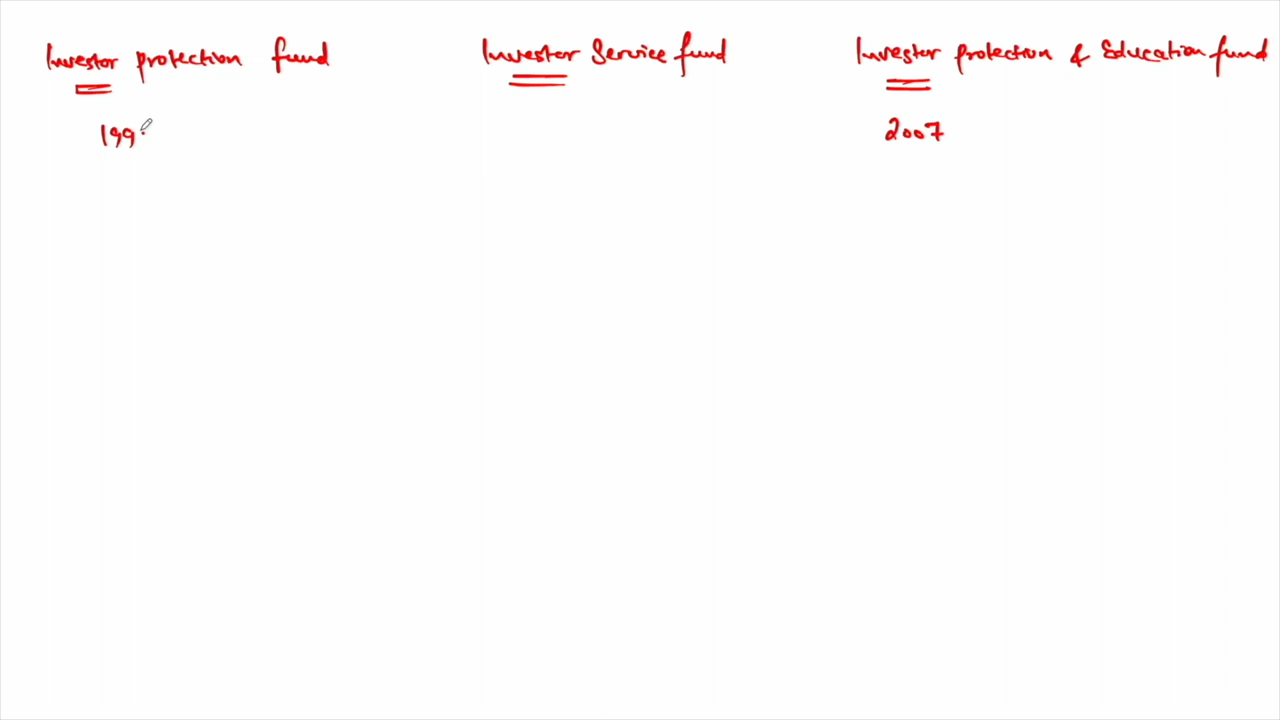 Investor protection fund
Investor Service fund
Investor protection & Education fund
199
2007